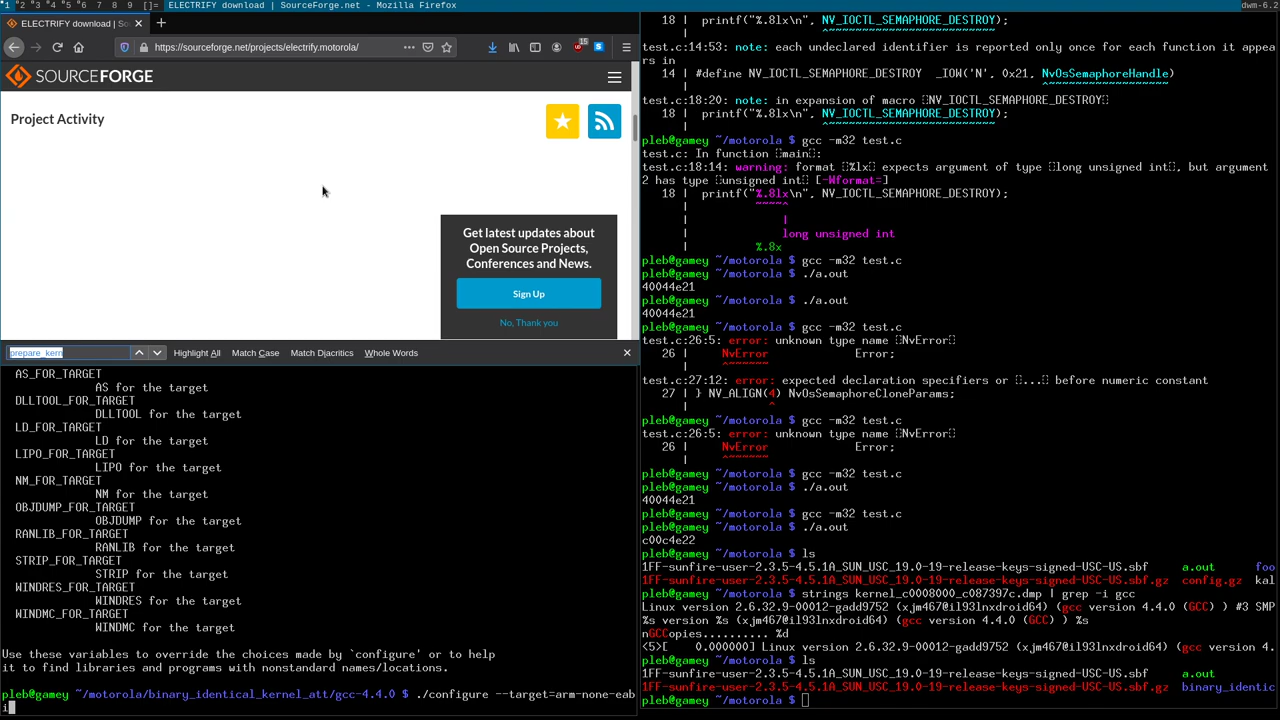 1 2 3 4 5 6 7 8 9 []= ELECTRIFY download | SourceForge.net - Mozilla Firefox dwm-6.2
ELECTRIFY download | So
https://sourceforge.net/projects/electrify.motorola/
15
SOURCEFORGE
Project Activity
Get latest updates about
Open Source Projects,
Conferences and News.
Sign Up
No, Thank you
prepare_kern Highlight All Match Case Match Diacritics Whole Words
AS_FOR_TARGET
AS for the target
DLLTOOL_FOR_TARGET
DLLTOOL for the target
LD_FOR_TARGET
LD for the target
LIPO_FOR_TARGET
LIPO for the target
NM_FOR_TARGET
NM for the target
OBJDUMP_FOR_TARGET
OBJDUMP for the target
RANLIB_FOR_TARGET
RANLIB for the target
STRIP_FOR_TARGET
STRIP for the target
WINDRES_FOR_TARGET
WINDRES for the target
WINDMC_FOR_TARGET
WINDMC for the target
Use these variables to override the choices made by `configure' or to help
it to find libraries and programs with nonstandard names/locations.
pleb@gamey ~/motorola/binary_identical_kernel_att/gcc-4.4.0 $ ./configure --target=arm-none-eab
i
18 | printf("%.8lx\n", NV_IOCTL_SEMAPHORE_DESTROY);
| ^~~~~~~~~~~~~~~~~~~~~~~~~~
test.c:14:53: note: each undeclared identifier is reported only once for each function it appea
rs in
14 | #define NV_IOCTL_SEMAPHORE_DESTROY _IOW('N', 0x21, NvOsSemaphoreHandle)
| ^~~~~~~~~~~~~~~~~~~
test.c:18:20: note: in expansion of macro NV_IOCTL_SEMAPHORE_DESTROY
18 | printf("%.8lx\n", NV_IOCTL_SEMAPHORE_DESTROY);
| ^~~~~~~~~~~~~~~~~~~~~~~~~~
pleb@gamey ~/motorola $ gcc -m32 test.c
test.c: In function main:
test.c:18:14: warning: format %lx expects argument of type long unsigned int, but argument
2 has type unsigned int [-Wformat=]
18 | printf("%.8lx\n", NV_IOCTL_SEMAPHORE_DESTROY);
| ~~~~^
| |
| long unsigned int
| %.8x
pleb@gamey ~/motorola $ gcc -m32 test.c
pleb@gamey ~/motorola $ ./a.out
40044e21
pleb@gamey ~/motorola $ ./a.out
40044e21
pleb@gamey ~/motorola $ gcc -m32 test.c
test.c:26:5: error: unknown type name NvError
26 | NvError Error;
| ^~~~~~~
test.c:27:12: error: expected declaration specifiers or ... before numeric constant
27 | } NV_ALIGN(4) NvOsSemaphoreCloneParams;
| ^
pleb@gamey ~/motorola $ gcc -m32 test.c
test.c:26:5: error: unknown type name NvError
26 | NvError Error;
| ^~~~~~~
pleb@gamey ~/motorola $ gcc -m32 test.c
pleb@gamey ~/motorola $ ./a.out
40044e21
pleb@gamey ~/motorola $ gcc -m32 test.c
pleb@gamey ~/motorola $ ./a.out
c00c4e22
pleb@gamey ~/motorola $ ls
1FF-sunfire-user-2.3.5-4.5.1A_SUN_USC_19.0-19-release-keys-signed-USC-US.sbf a.out foo
1FF-sunfire-user-2.3.5-4.5.1A_SUN_USC_19.0-19-release-keys-signed-USC-US.sbf.gz config.gz kal
pleb@gamey ~/motorola $ strings kernel_c0008000_c087397c.dmp | grep -i gcc
Linux version 2.6.32.9-00012-gadd9752 (xjm467@il93lnxdroid64) (gcc version 4.4.0 (GCC) ) #3 SMP
%s version %s (xjm467@il93lnxdroid64) (gcc version 4.4.0 (GCC) ) %s
nGCCopies.......... %d
<5>[ 0.000000] Linux version 2.6.32.9-00012-gadd9752 (xjm467@il93lnxdroid64) (gcc version 4.
pleb@gamey ~/motorola $ ls
1FF-sunfire-user-2.3.5-4.5.1A_SUN_USC_19.0-19-release-keys-signed-USC-US.sbf a.out
1FF-sunfire-user-2.3.5-4.5.1A_SUN_USC_19.0-19-release-keys-signed-USC-US.sbf.gz binary_identic
pleb@gamey ~/motorola $